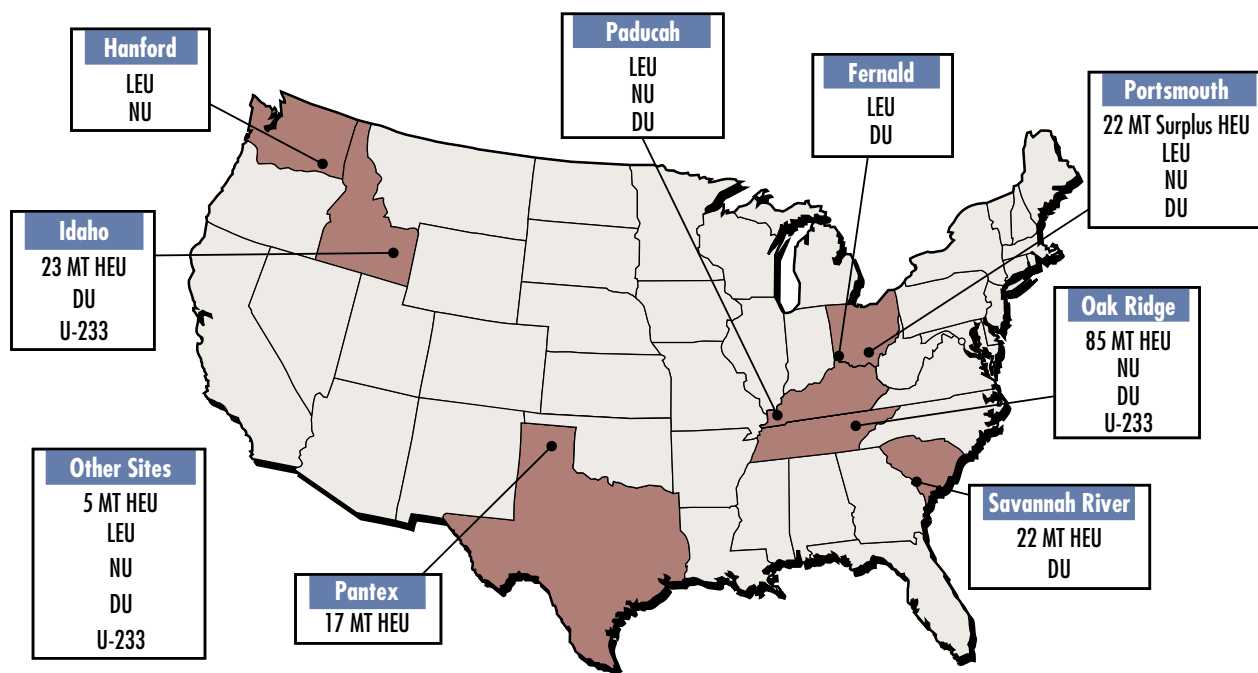 Hanford
LEU
NU
Paducah
LEU
NU
DU
Fernald
LEU
DU
Portsmouth
22 MT Surplus HEU
LEU
NU
DU
Idaho
23 MT HEU
DU
U-233
Oak Ridge
85 MT HEU
NU
DU
U-233
Other Sites
5 MT HEU
LEU
NU
DU
U-233
Pantex
17 MT HEU
Savannah River
22 MT HEU
DU